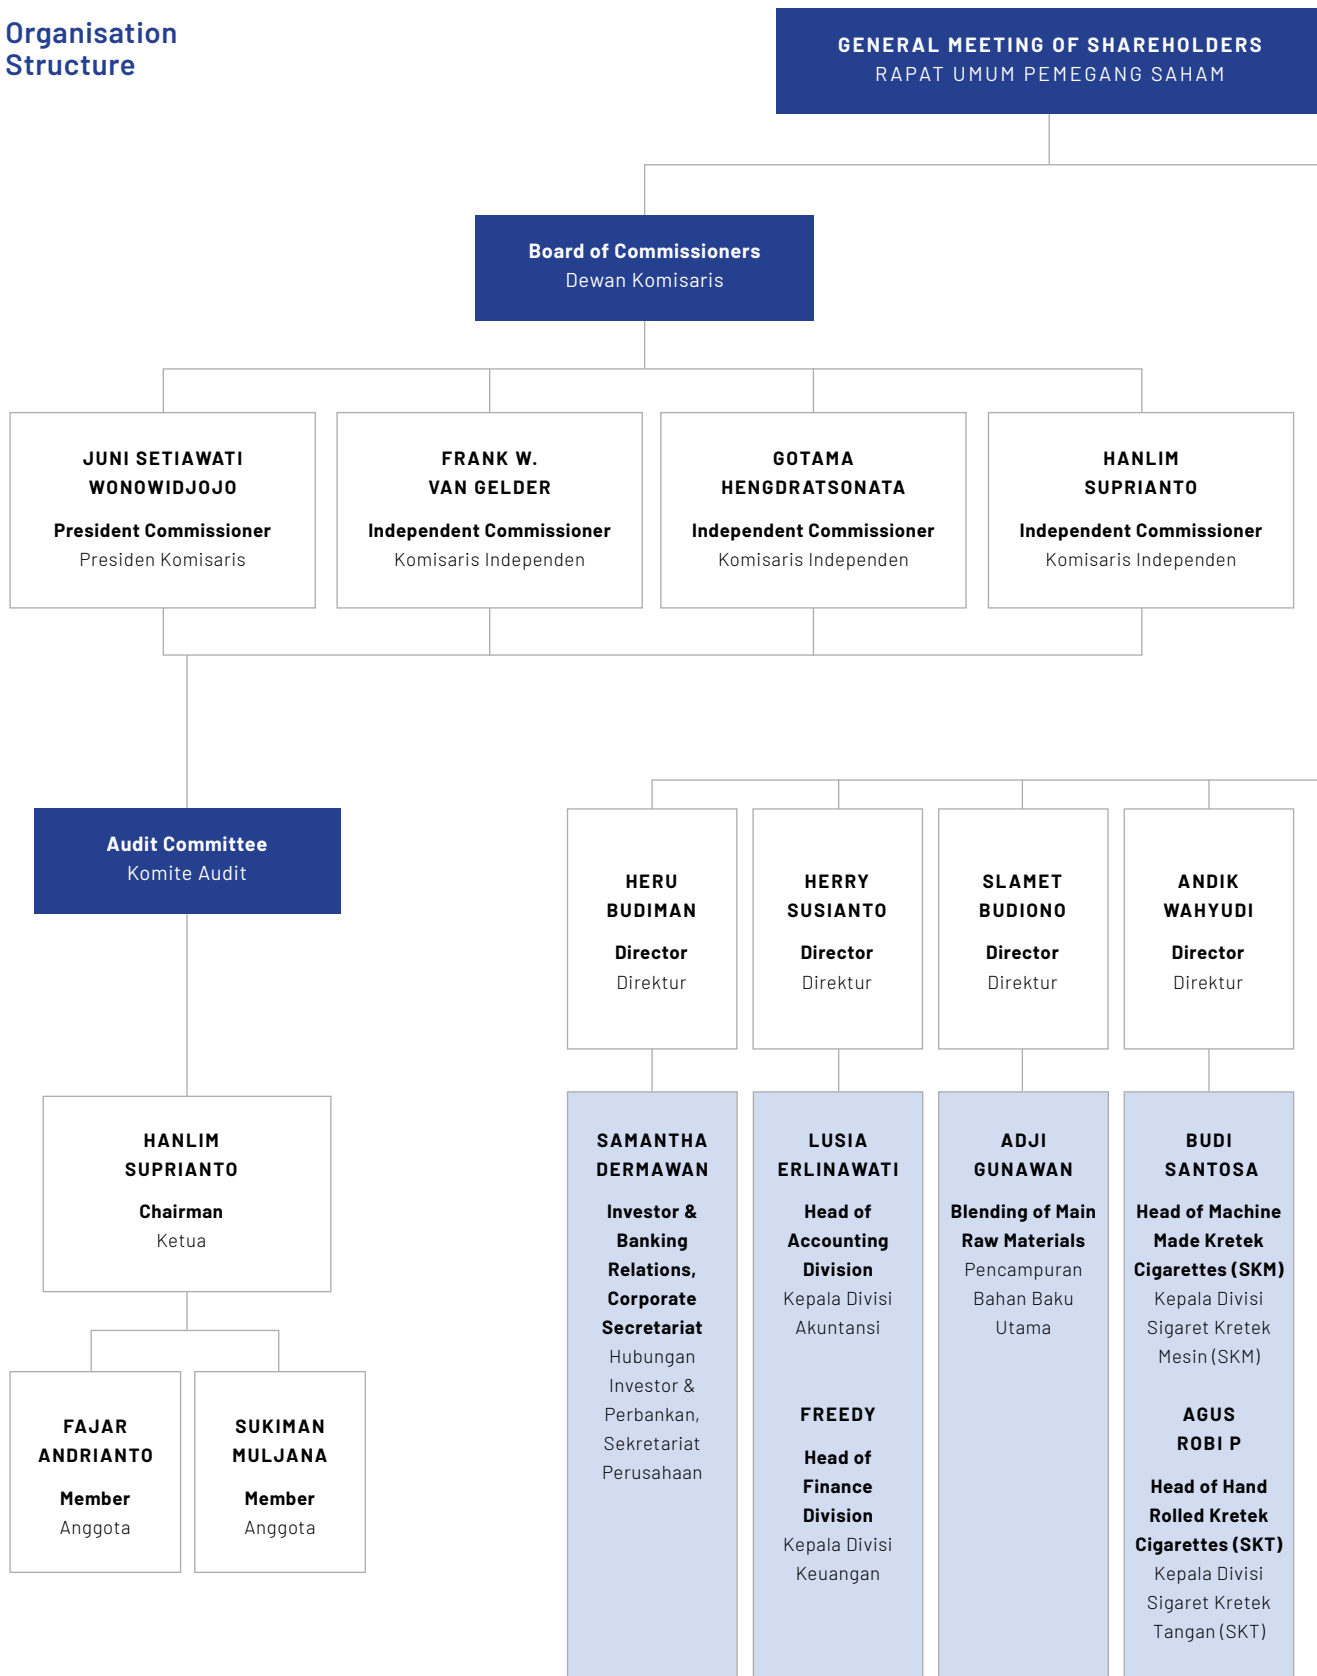 Organisation
Structure
GENERAL MEETING OF SHAREHOLDERS
RAPAT UMUM PEMEGANG SAHAM
Board of Commissioners
Dewan Komisaris
JUNI SETIAWATI
WONOWIDJOJO
President Commissioner
Presiden Komisaris
FRANK W.
VAN GELDER
Independent Commissioner
Komisaris Independen
GOTAMA
HENGDRATSONATA
Independent Commissioner
Komisaris Independen
HANLIM
SUPRIANTO
Independent Commissioner
Komisaris Independen
Audit Committee
Komite Audit
HANLIM
SUPRIANTO
Chairman
Ketua
FAJAR
ANDRIANTO
Member
Anggota
SUKIMAN
MULJANA
Member
Anggota
HERU
BUDIMAN
Director
Direktur
HERRY
SUSIANTO
Director
Direktur
SLAMET
BUDIONO
Director
Direktur
ANDIK
WAHYUDI
Director
Direktur
SAMANTHA
DERMAWAN
Investor &
Banking
Relations,
Corporate
Secretariat
Hubungan
Investor &
Perbankan,
Sekretariat
Perusahaan
LUSIA
ERLINAWATI
Head of
Accounting
Division
Kepala Divisi
Akuntansi
FREEDY
Head of
Finance
Division
Kepala Divisi
Keuangan
ADJI
GUNAWAN
Blending of Main
Raw Materials
Pencampuran
Bahan Baku
Utama
BUDI
SANTOSA
Head of Machine
Made Kretek
Cigarettes (SKM)
Kepala Divisi
Sigaret Kretek
Mesin (SKM)
AGUS
ROBI P
Head of Hand
Rolled Kretek
Cigarettes (SKT)
Kepala Divisi
Sigaret Kretek
Tangan (SKT)